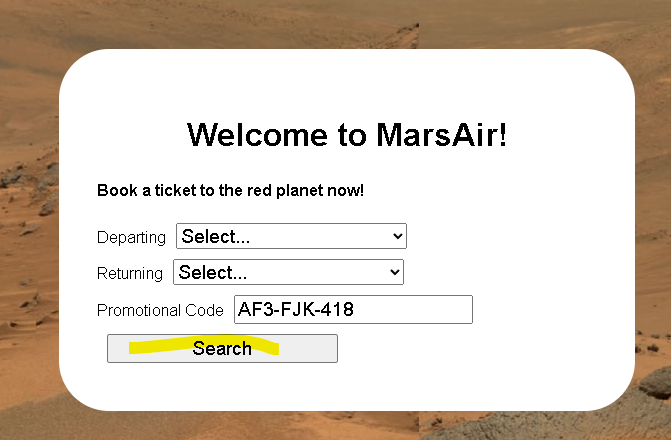 Welcome to MarsAir!
Book a ticket to the red planet now!
Departing Select...
Returning Select...
Promotional Code AF3-FJK-418
Search